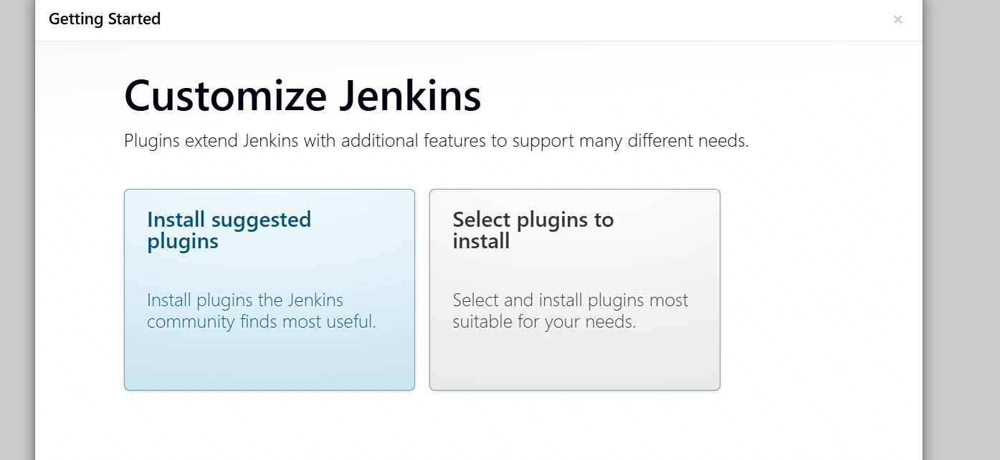 Getting Started
×
Customize Jenkins
Plugins extend Jenkins with additional features to support many different needs.
Install suggested
plugins
Install plugins the Jenkins
community finds most useful.
Select plugins to
install
Select and install plugins most
suitable for your needs.